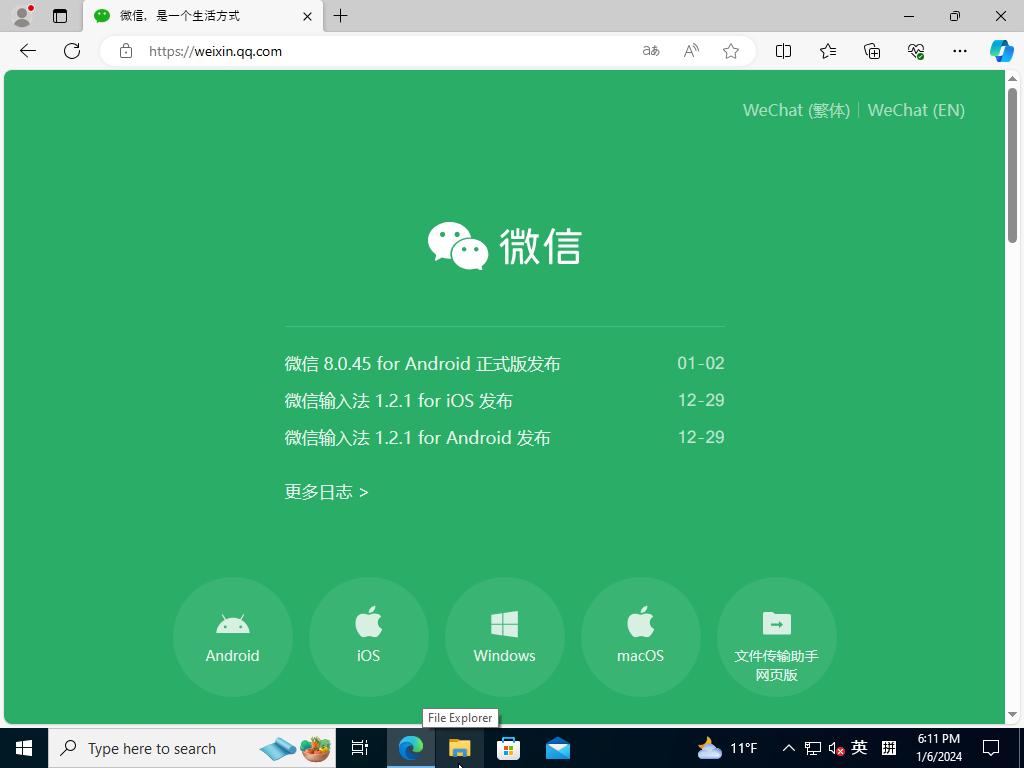 微信，是一个生活方式
https://weixin.qq.com
WeChat (繁体) | WeChat (EN)
微信
微信 8.0.45 for Android 正式版发布 01-02
微信输入法 1.2.1 for iOS 发布 12-29
微信输入法 1.2.1 for Android 发布 12-29
更多日志 >
Android
iOS
Windows
macOS
文件传输助手
网页版
File Explorer
Type here to search
11°F
英
拼
6:11 PM
1/6/2024